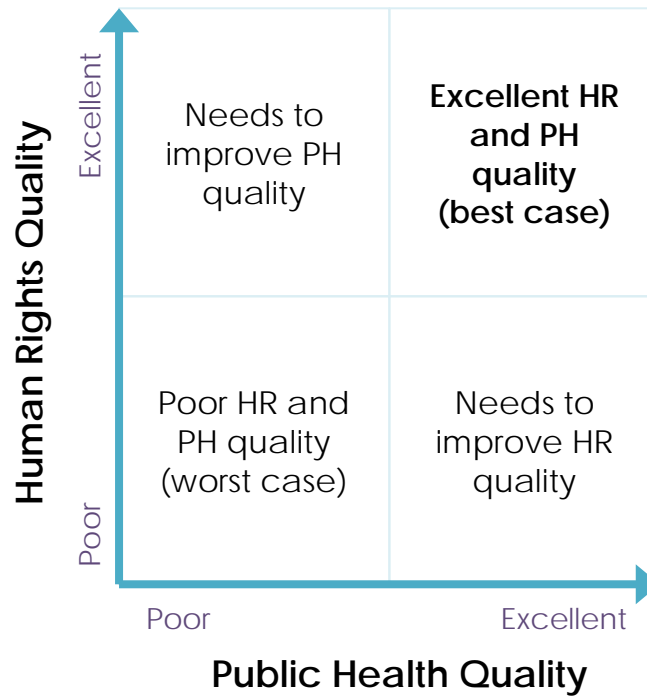 Human Rights Quality
Excellent
Poor
Needs to
improve PH
quality
Excellent HR
and PH
quality
(best case)
Poor HR and
PH quality
(worst case)
Needs to
improve HR
quality
Poor
Excellent
Public Health Quality